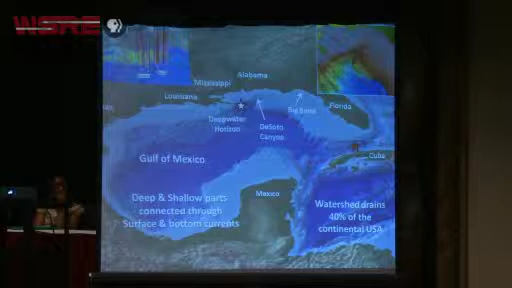 WSRE
Alabama
Mississippi
Louisiana
Big Bend
Florida
Deepwater
Horizon
DeSoto
Canyon
Gulf of Mexico
Cuba
Mexico
Deep & Shallow parts
connected through
Surface & bottom currents
Watershed drains
40% of the
continental USA